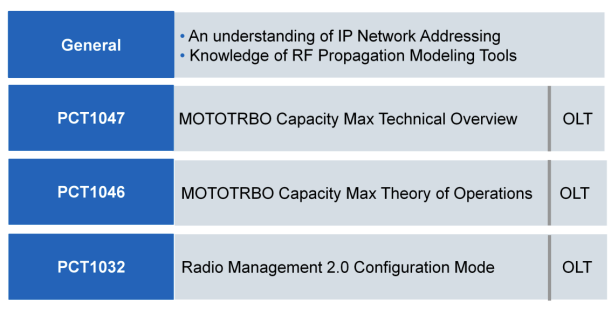 General
• An understanding of IP Network Addressing
• Knowledge of RF Propagation Modeling Tools
PCT1047 MOTOTRBO Capacity Max Technical Overview OLT
PCT1046 MOTOTRBO Capacity Max Theory of Operations OLT
PCT1032 Radio Management 2.0 Configuration Mode OLT